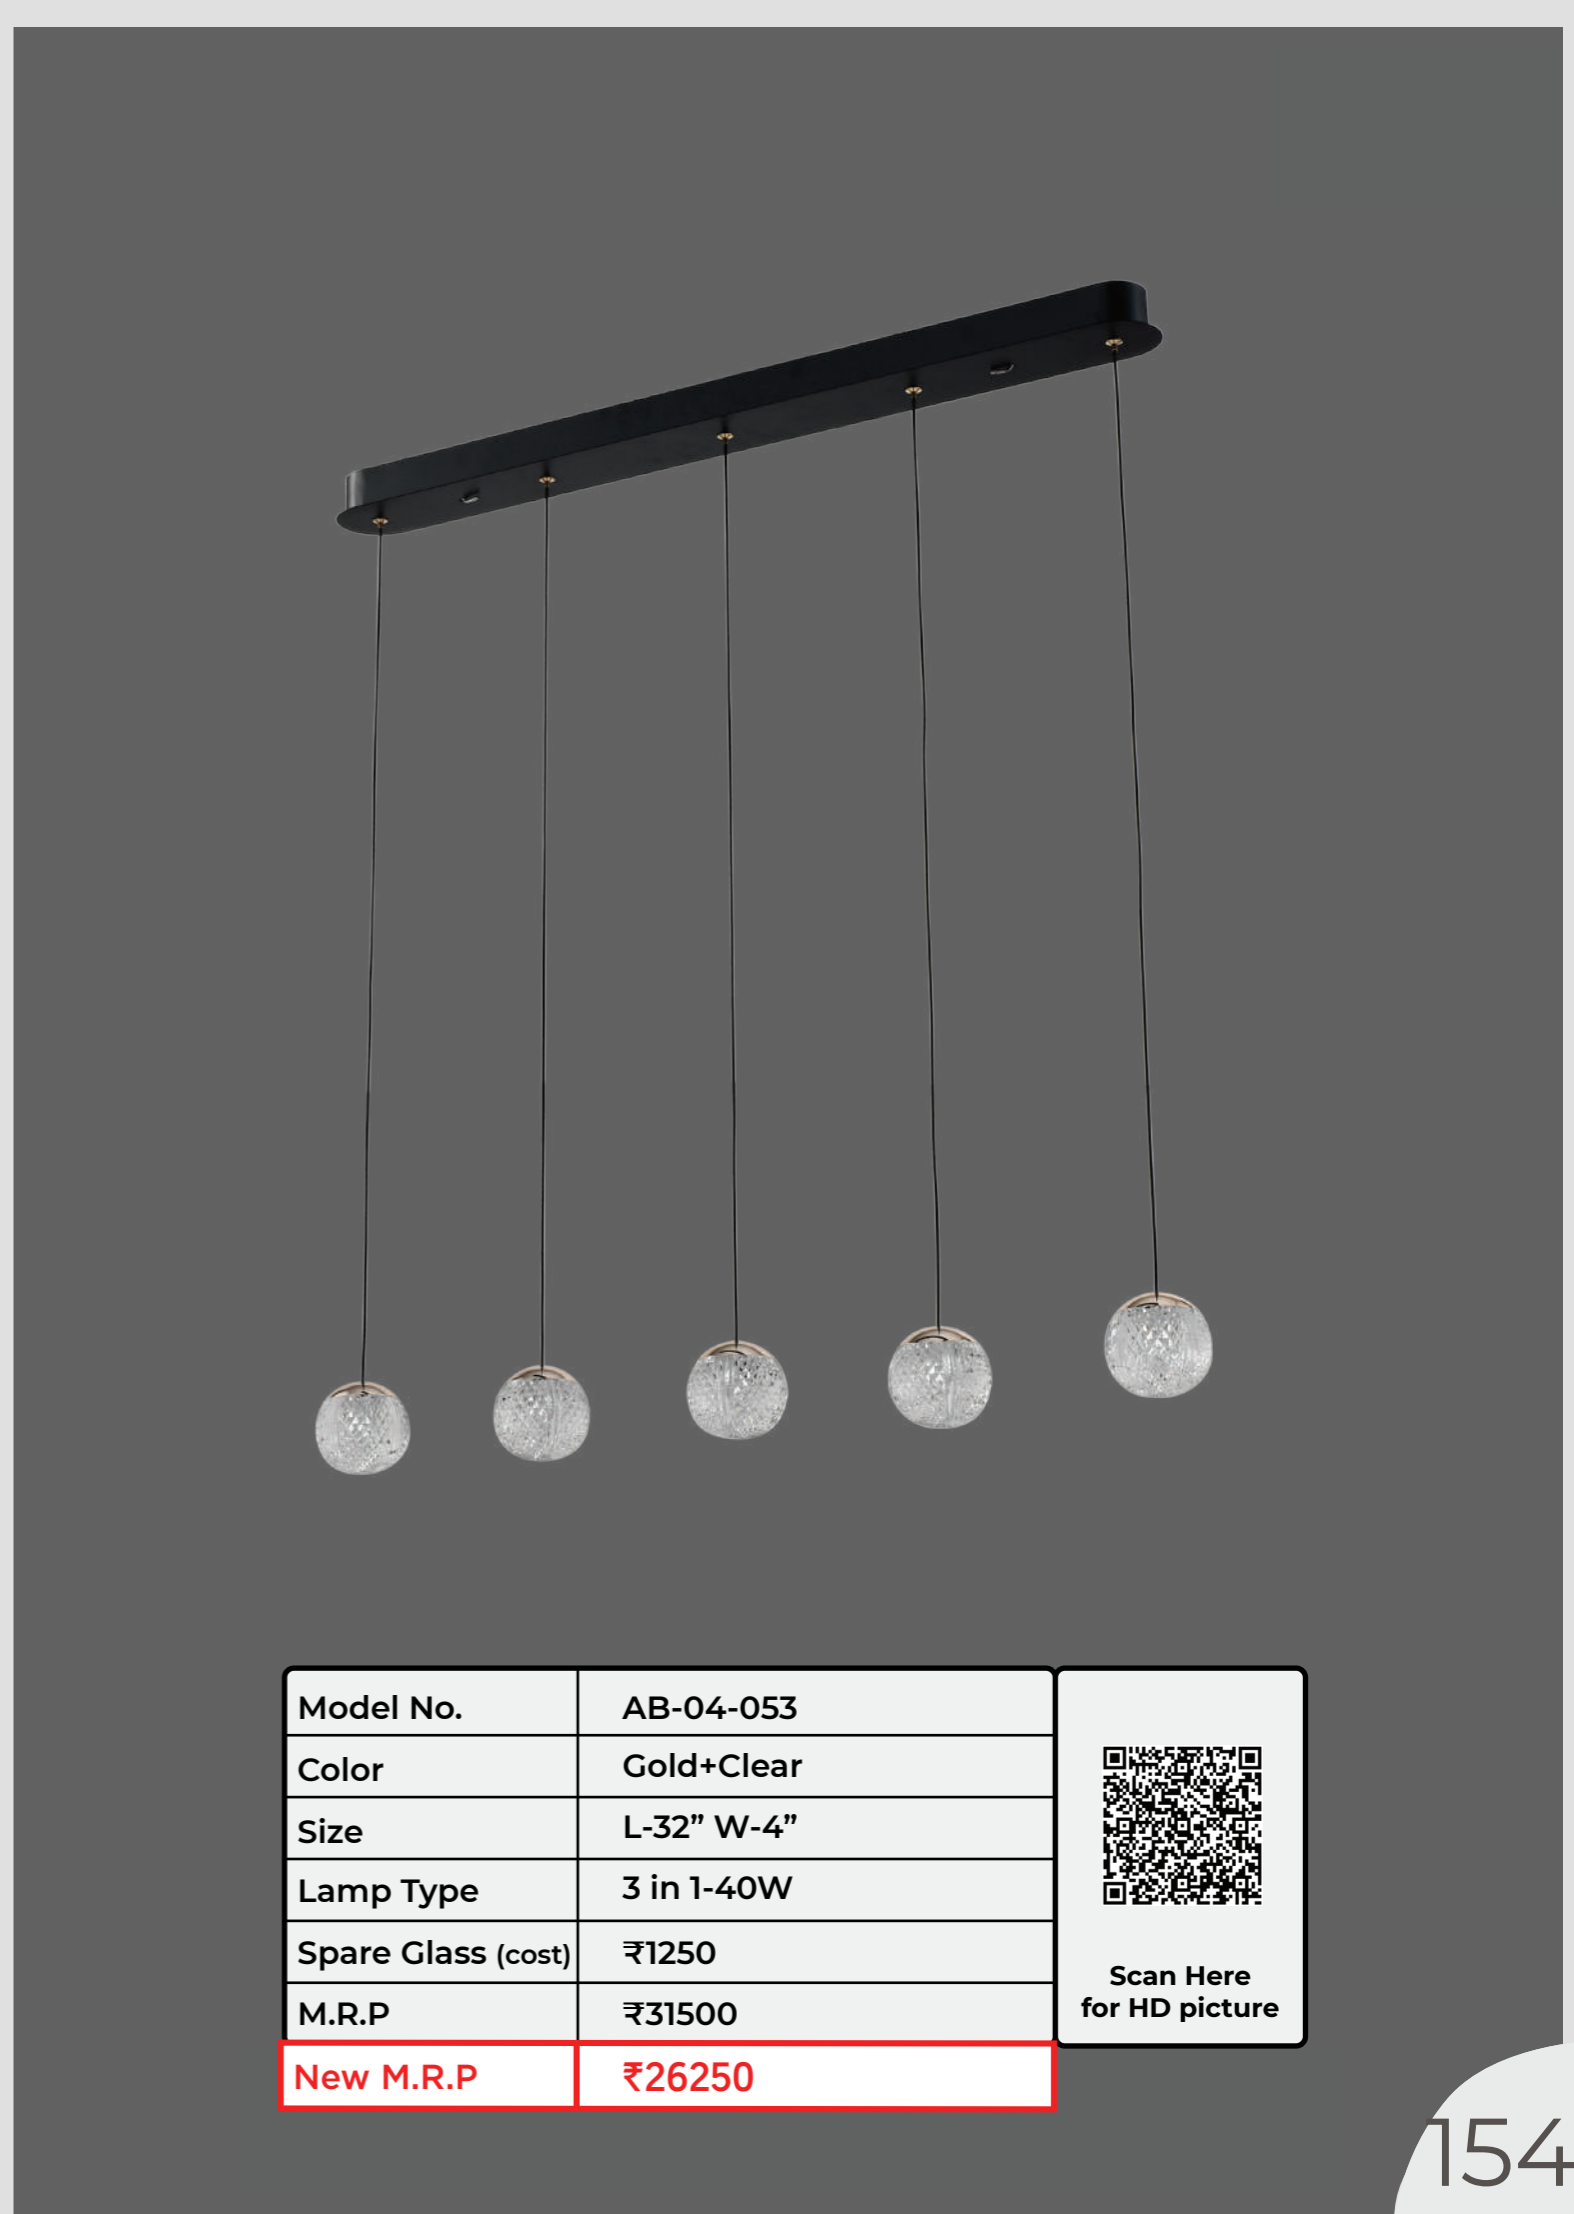 Model No. AB-04-053
Color Gold+Clear
Size L-32” W-4”
Lamp Type 3 in 1-40W
Spare Glass (cost) ₹1250
M.R.P ₹31500
New M.R.P ₹26250
Scan Here
for HD picture
154